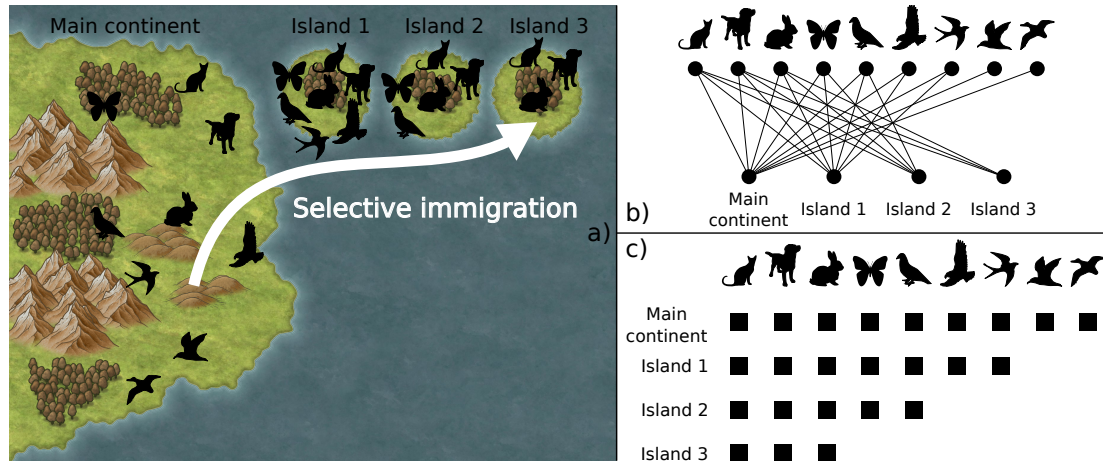 Main continent
Island 1
Island 2
Island 3
Selective immigration
a)
Main
continent
Island 1
Island 2
Island 3
b)
c)
Main
continent
Island 1
Island 2
Island 3